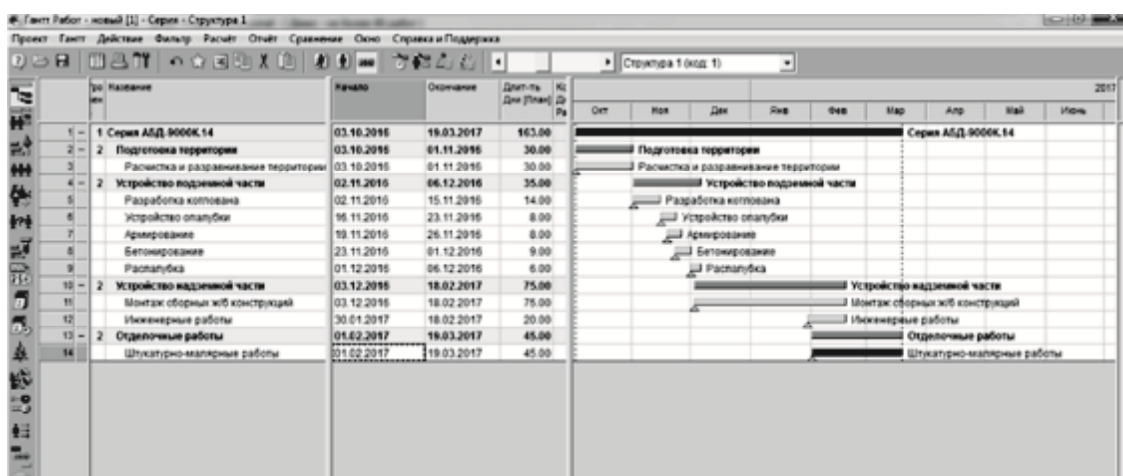 Гантт Работ - новый [1] - Серия - Структура 1
Проект Гантт Действие Фильтр Расчёт Отчёт Сравнение Окно Справка и Поддержка
Структура 1 (код: 1)
Название Начало Окончание Длит-ть Дни [План]
2017
Окт Ноя Дек Янв Фев Мар Апр Май Июнь
1 – 1 Серия АБД-9000К.14 03.10.2016 19.03.2017 163.00 Серия АБД-9000К.14
2 – 2 Подготовка территории 03.10.2016 01.11.2016 30.00 Подготовка территории
3 Расчистка и разравнивание территории 03.10.2016 01.11.2016 30.00 Расчистка и разравнивание территории
4 – 2 Устройство подземной части 02.11.2016 06.12.2016 35.00 Устройство подземной части
5 Разработка котлована 02.11.2016 15.11.2016 14.00 Разработка котлована
6 Устройство опалубки 16.11.2016 23.11.2016 8.00 Устройство опалубки
7 Армирование 19.11.2016 26.11.2016 8.00 Армирование
8 Бетонирование 23.11.2016 01.12.2016 9.00 Бетонирование
9 Распалубка 01.12.2016 06.12.2016 6.00 Распалубка
10 – 2 Устройство надземной части 03.12.2016 18.02.2017 75.00 Устройство надземной части
11 Монтаж сборных ж/б конструкций 03.12.2016 18.02.2017 75.00 Монтаж сборных ж/б конструкций
12 Инженерные работы 30.01.2017 18.02.2017 20.00 Инженерные работы
13 – 2 Отделочные работы 01.02.2017 19.03.2017 45.00 Отделочные работы
14 Штукатурно-малярные работы 01.02.2017 19.03.2017 45.00 Штукатурно-малярные работы